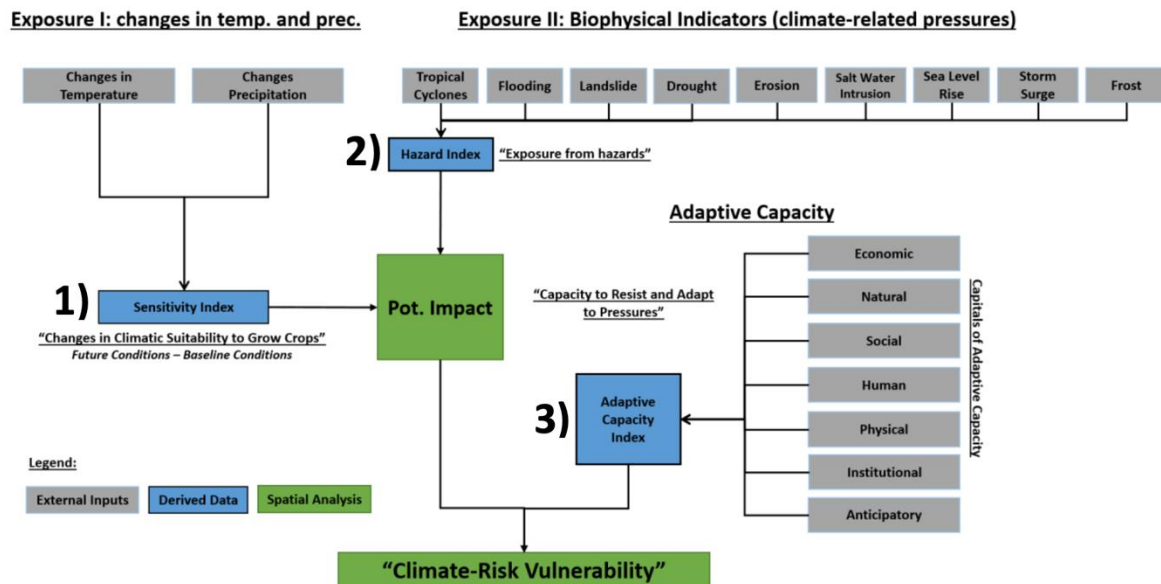 Exposure I: changes in temp. and prec.
Exposure II: Biophysical Indicators (climate-related pressures)
Changes in
Temperature
Changes
Precipitation
Tropical
Cyclones
Flooding
Landslide
Drought
Erosion
Salt Water
Intrusion
Sea Level
Rise
Storm
Surge
Frost
2)
Hazard Index
“Exposure from hazards”
Adaptive Capacity
1)
Sensitivity Index
“Changes in Climatic Suitability to Grow Crops”
Future Conditions – Baseline Conditions
Pot. Impact
“Capacity to Resist and Adapt
to Pressures”
3)
Adaptive
Capacity
Index
Economic
Natural
Social
Human
Physical
Institutional
Anticipatory
Capitals of Adaptive Capacity
Legend:
External Inputs
Derived Data
Spatial Analysis
“Climate-Risk Vulnerability”